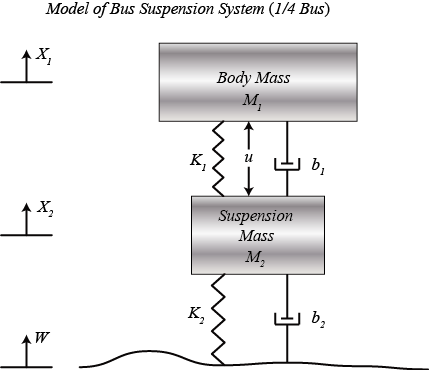 Model of Bus Suspension System (1/4 Bus)
X₁
Body Mass
M₁
K₁
u
b₁
X₂
Suspension
Mass
M₂
K₂
b₂
W